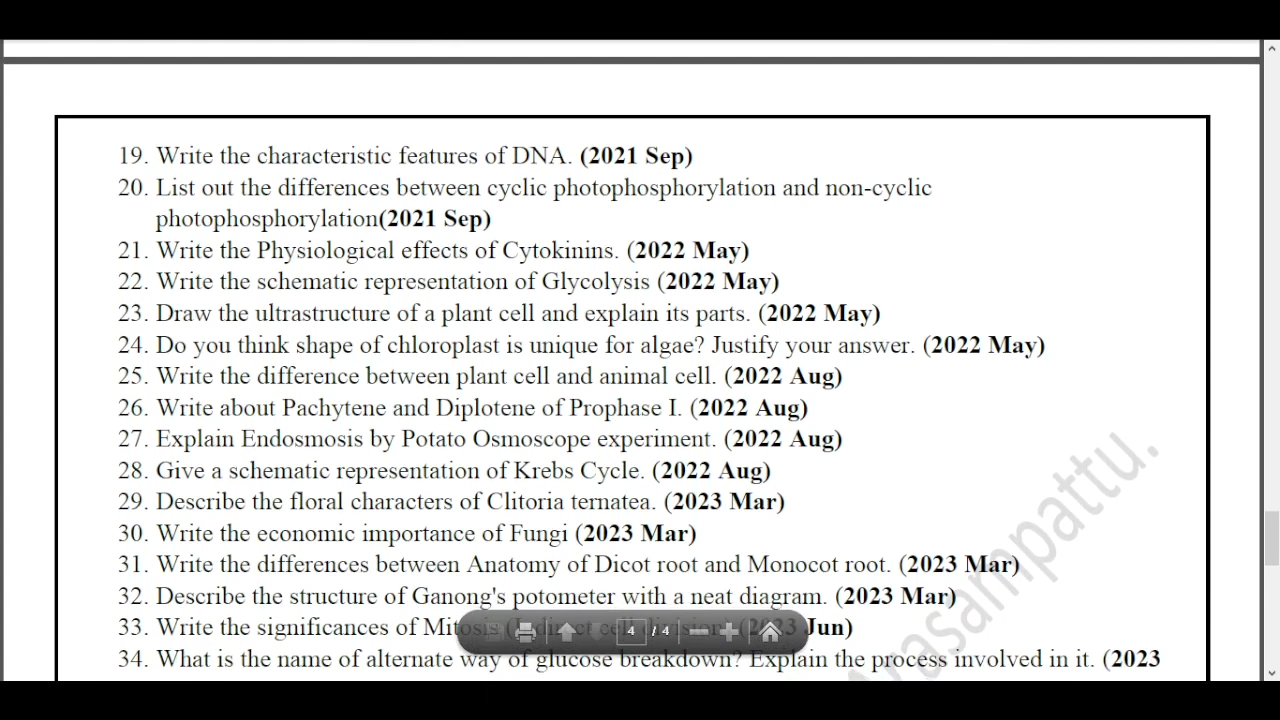 19. Write the characteristic features of DNA. (2021 Sep)
20. List out the differences between cyclic photophosphorylation and non-cyclic
photophosphorylation(2021 Sep)
21. Write the Physiological effects of Cytokinins. (2022 May)
22. Write the schematic representation of Glycolysis (2022 May)
23. Draw the ultrastructure of a plant cell and explain its parts. (2022 May)
24. Do you think shape of chloroplast is unique for algae? Justify your answer. (2022 May)
25. Write the difference between plant cell and animal cell. (2022 Aug)
26. Write about Pachytene and Diplotene of Prophase I. (2022 Aug)
27. Explain Endosmosis by Potato Osmoscope experiment. (2022 Aug)
28. Give a schematic representation of Krebs Cycle. (2022 Aug)
29. Describe the floral characters of Clitoria ternatea. (2023 Mar)
30. Write the economic importance of Fungi (2023 Mar)
31. Write the differences between Anatomy of Dicot root and Monocot root. (2023 Mar)
32. Describe the structure of Ganong's potometer with a neat diagram. (2023 Mar)
33. Write the significances of Mitosis (Indirect cell division) (2023 Jun)
4 / 4
34. What is the name of alternate way of glucose breakdown? Explain the process involved in it. (2023
Arasampattu.